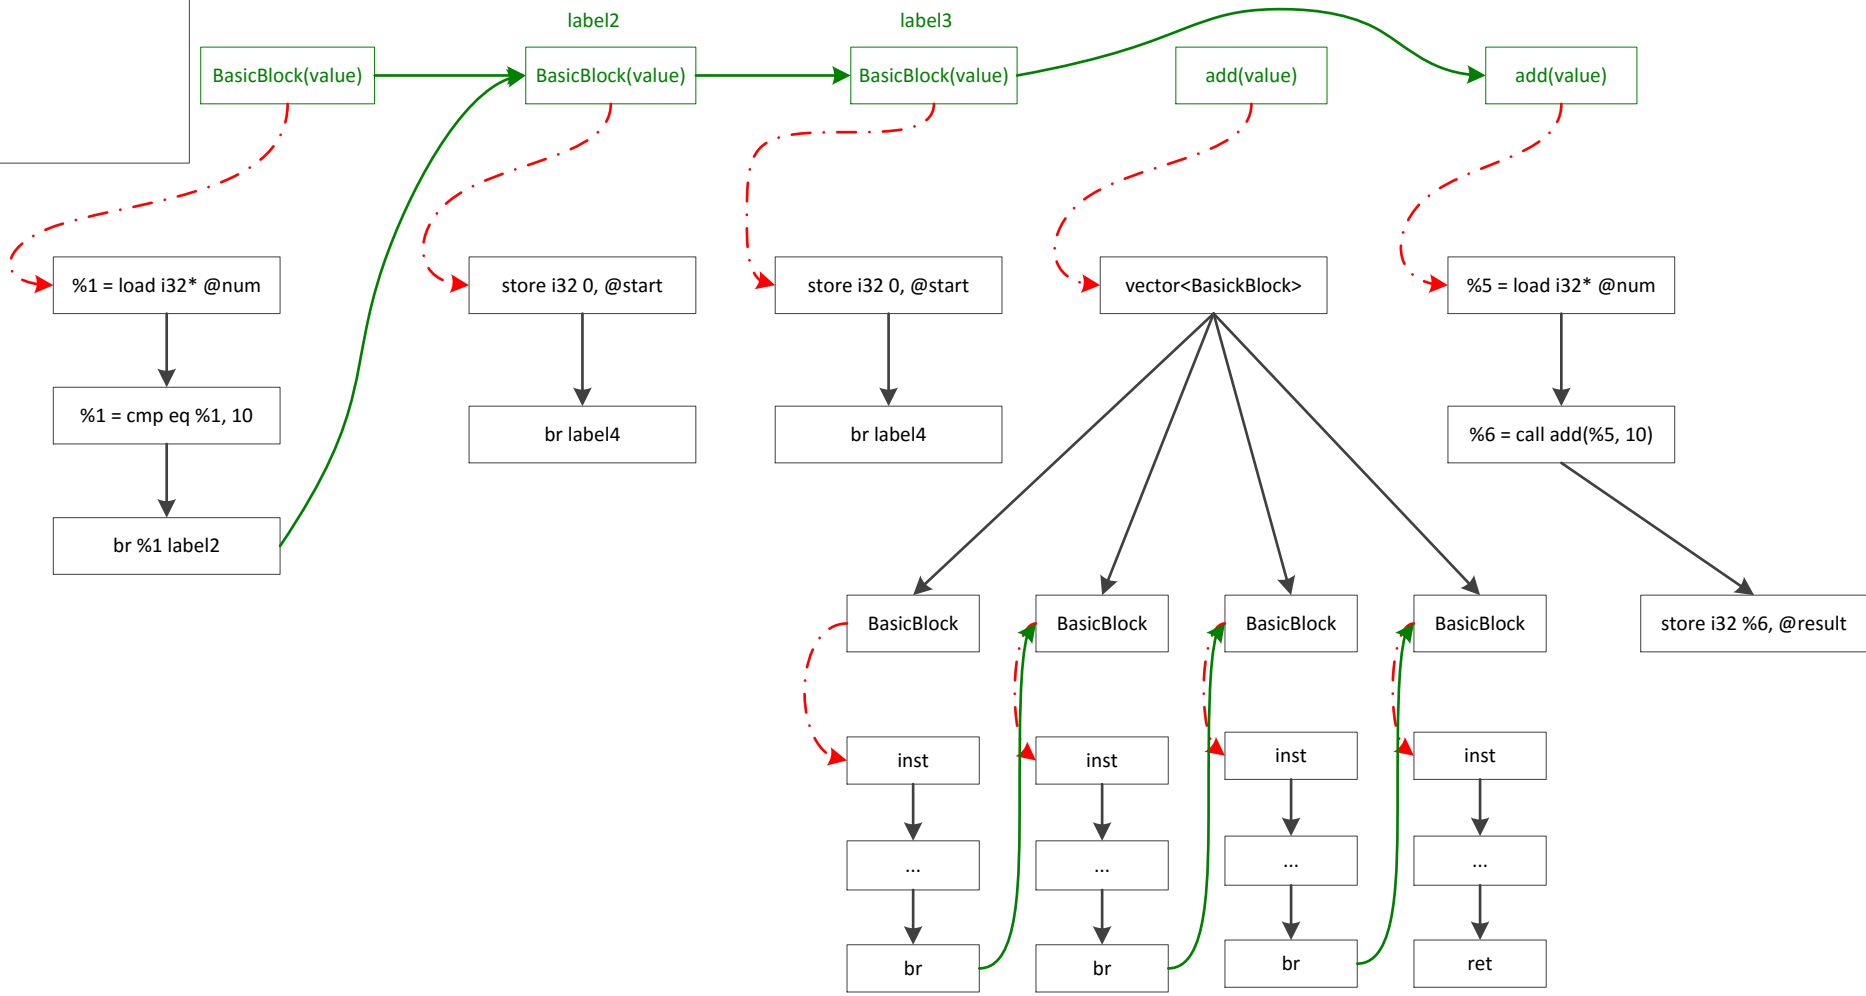 label2
label3
BasicBlock(value)
BasicBlock(value)
BasicBlock(value)
add(value)
add(value)
%1 = load i32* @num
store i32 0, @start
store i32 0, @start
vector<BasickBlock>
%5 = load i32* @num
%1 = cmp eq %1, 10
br label4
br label4
%6 = call add(%5, 10)
br %1 label2
BasicBlock
BasicBlock
BasicBlock
BasicBlock
store i32 %6, @result
inst
inst
inst
inst
...
...
...
...
br
br
br
ret